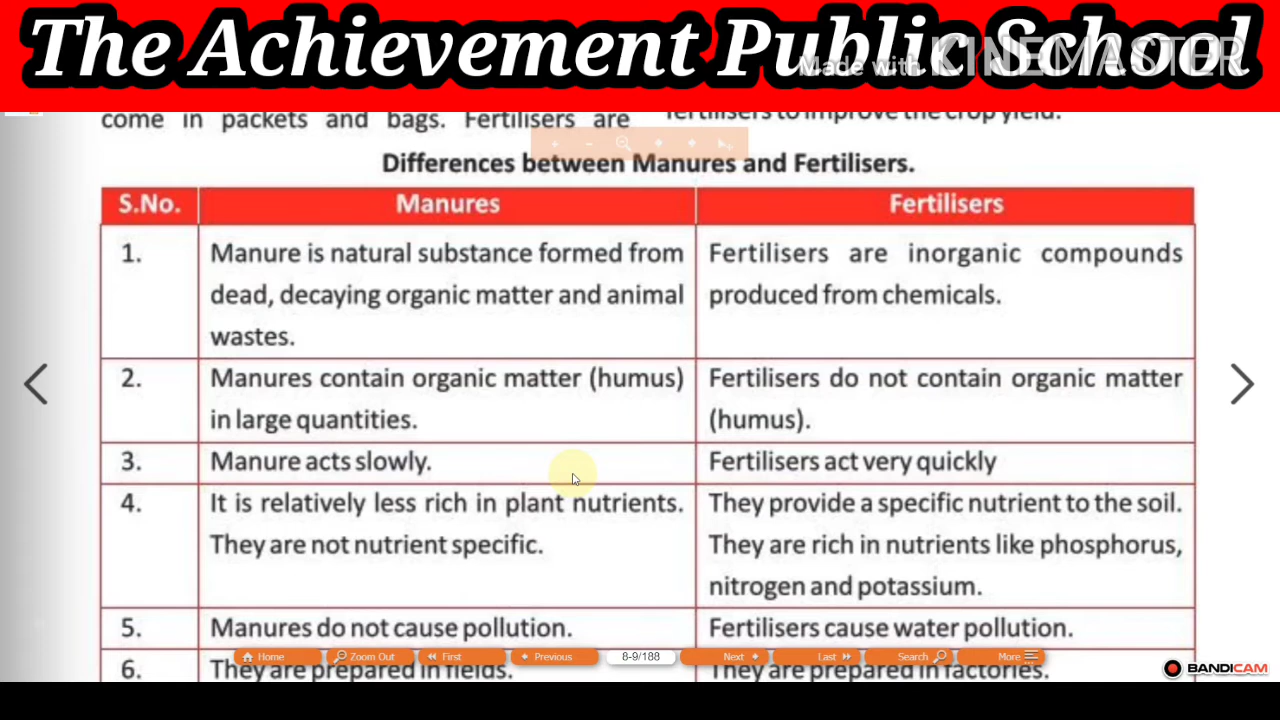 The Achievement Public School
Made with KINEMASTER
come in packets and bags. Fertilisers are
fertilisers to improve the crop yield.
Differences between Manures and Fertilisers.
S.No. Manures Fertilisers
1. Manure is natural substance formed from Fertilisers are inorganic compounds
dead, decaying organic matter and animal produced from chemicals.
wastes.
2. Manures contain organic matter (humus) Fertilisers do not contain organic matter
in large quantities. (humus).
3. Manure acts slowly. Fertilisers act very quickly
4. It is relatively less rich in plant nutrients. They provide a specific nutrient to the soil.
They are not nutrient specific. They are rich in nutrients like phosphorus,
nitrogen and potassium.
5. Manures do not cause pollution. Fertilisers cause water pollution.
Home Zoom Out First Previous 8-9/188 Next Last Search More
6. They are prepared in fields. They are prepared in factories.
BANDICAM